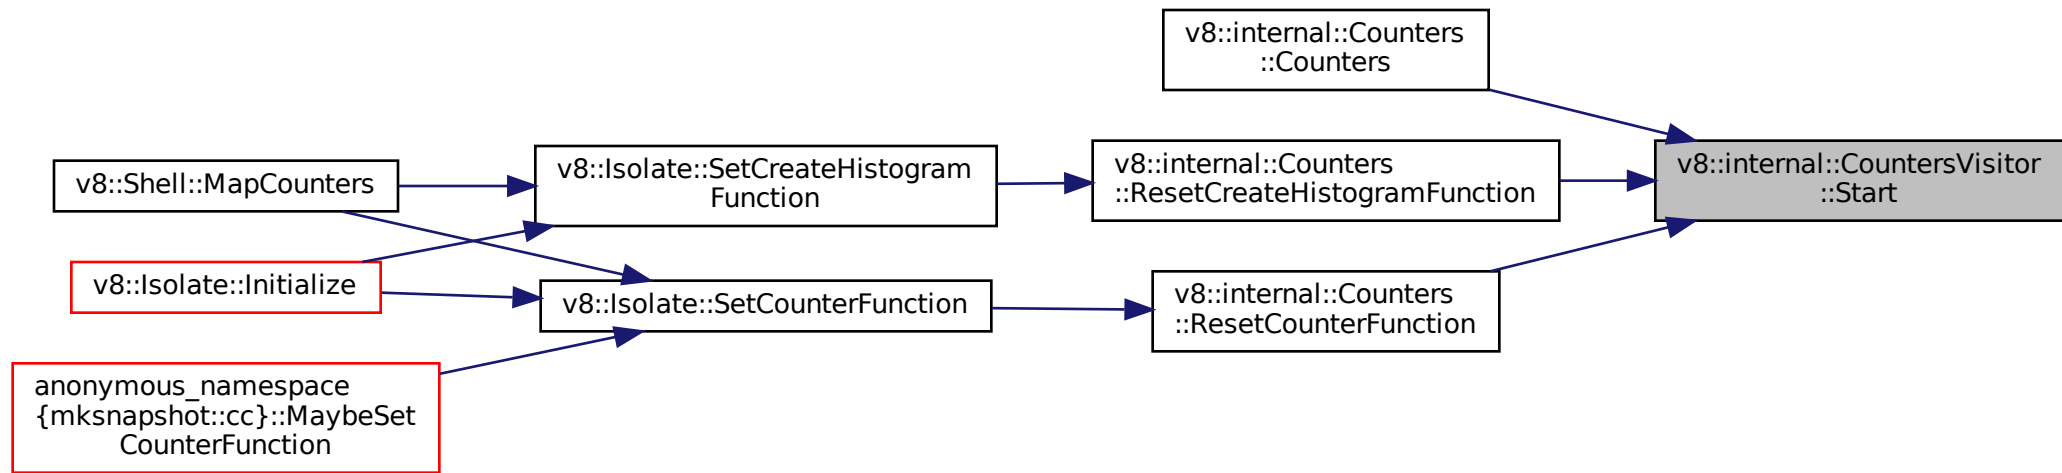 v8::internal::Counters
::Counters
v8::internal::CountersVisitor
::Start
v8::internal::Counters
::ResetCreateHistogramFunction
v8::Isolate::SetCreateHistogram
Function
v8::Shell::MapCounters
v8::Isolate::Initialize
v8::Isolate::SetCounterFunction
v8::internal::Counters
::ResetCounterFunction
anonymous_namespace
{mksnapshot::cc}::MaybeSet
CounterFunction